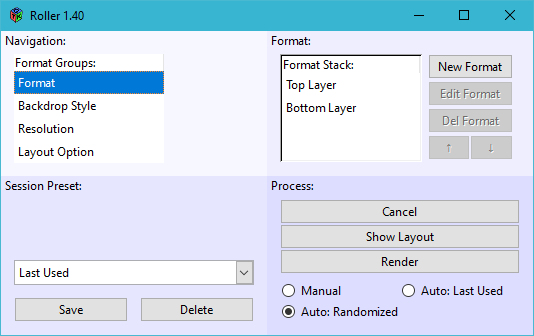 Roller 1.40
Navigation:
Format Groups:
Format
Backdrop Style
Resolution
Layout Option
Format:
Format Stack:
Top Layer
Bottom Layer
New Format
Edit Format
Del Format
↑ ↓
Session Preset:
Last Used
Save Delete
Process:
Cancel
Show Layout
Render
Manual Auto: Last Used
Auto: Randomized